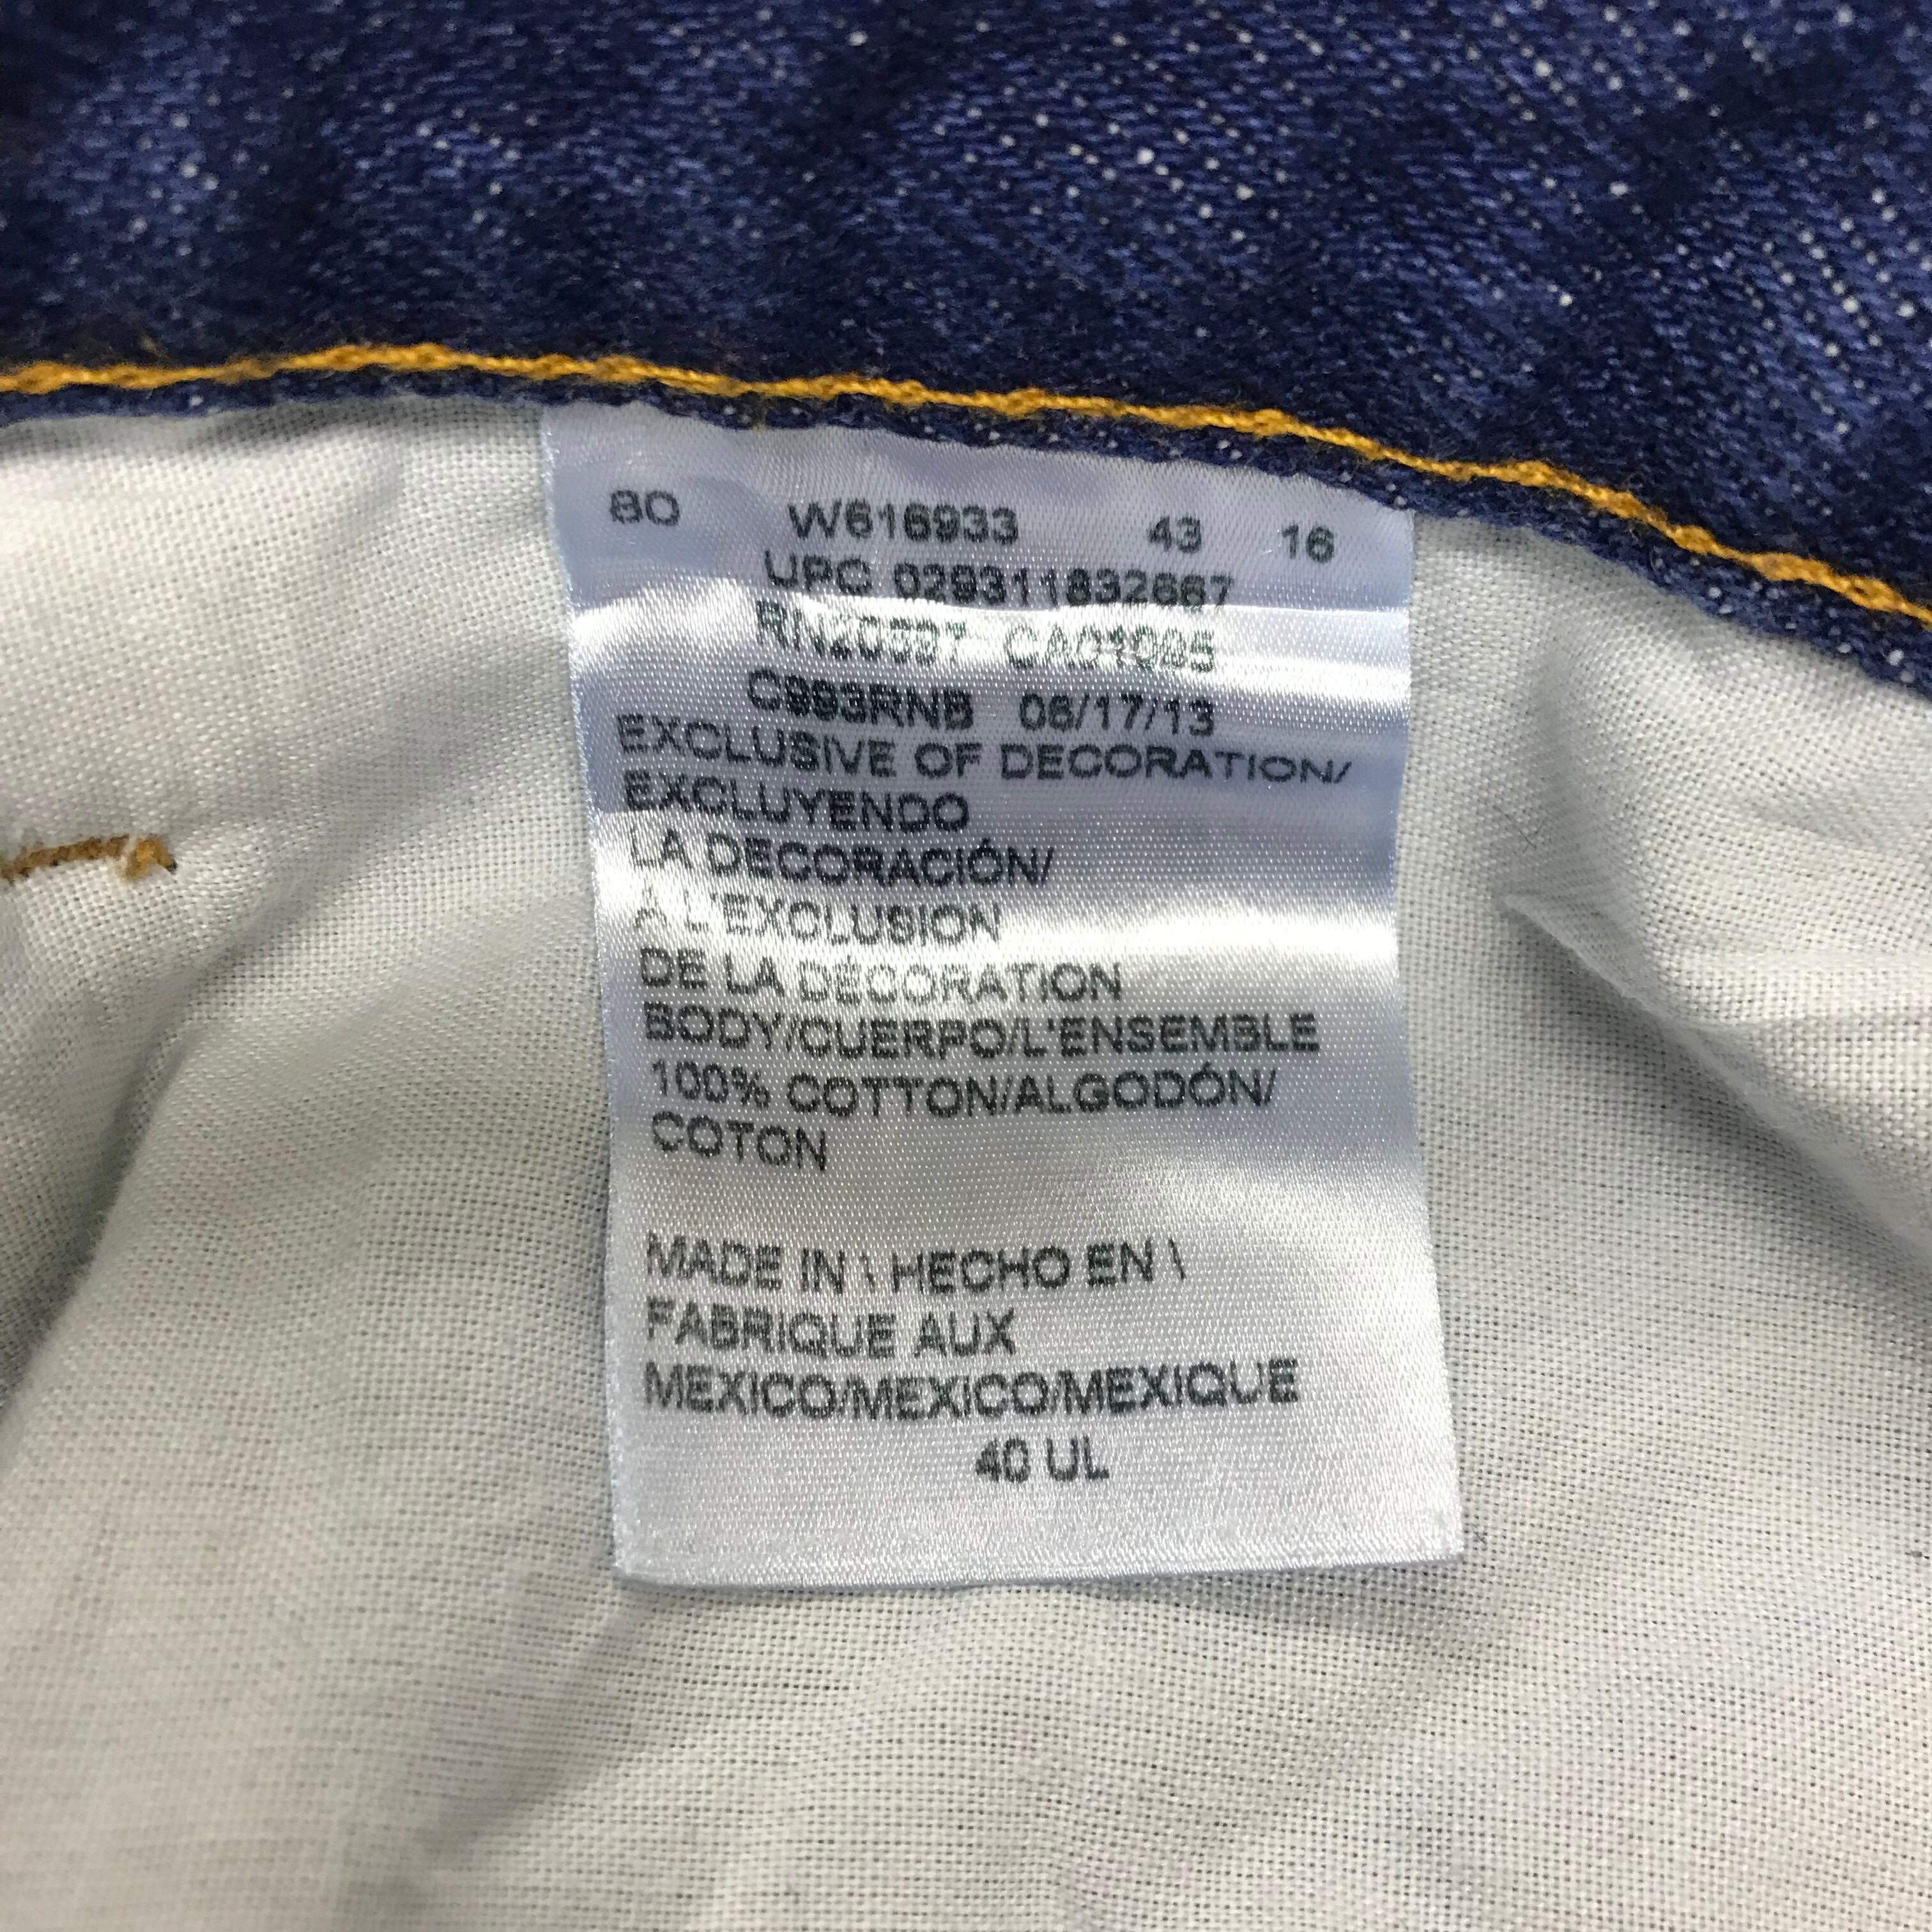 80 W616933 43 16
UPC 029311832667
RN20397 CA01095
C993RNB 06/17/13
EXCLUSIVE OF DECORATION/
EXCLUYENDO
LA DECORACIÓN/
À L'EXCLUSION
DE LA DÉCORATION
BODY/CUERPO/L'ENSEMBLE
100% COTTON/ALGODÓN/
COTON
MADE IN \ HECHO EN \
FABRIQUE AUX
MEXICO/MEXICO/MEXIQUE
40 UL